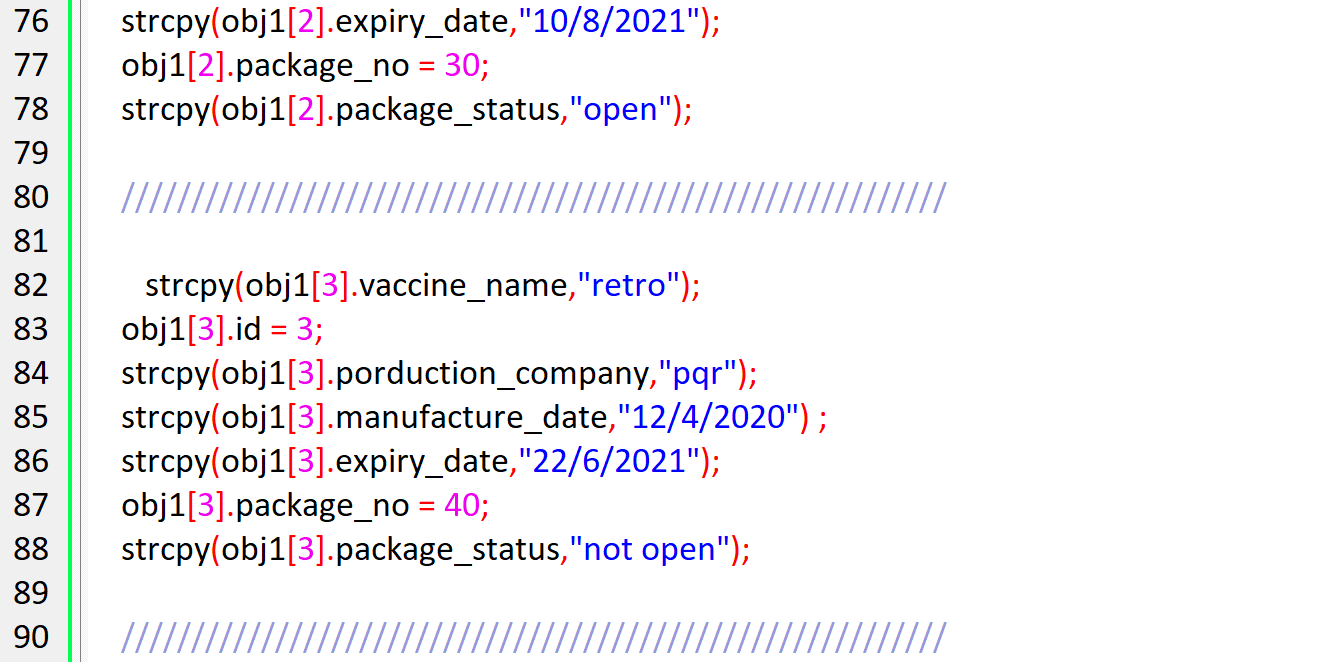 76 strcpy(obj1[2].expiry_date,"10/8/2021");
77 obj1[2].package_no = 30;
78 strcpy(obj1[2].package_status,"open");
79
80 ///////////////////////////////////////////////////////////
81
82 strcpy(obj1[3].vaccine_name,"retro");
83 obj1[3].id = 3;
84 strcpy(obj1[3].porduction_company,"pqr");
85 strcpy(obj1[3].manufacture_date,"12/4/2020") ;
86 strcpy(obj1[3].expiry_date,"22/6/2021");
87 obj1[3].package_no = 40;
88 strcpy(obj1[3].package_status,"not open");
89
90 ///////////////////////////////////////////////////////////